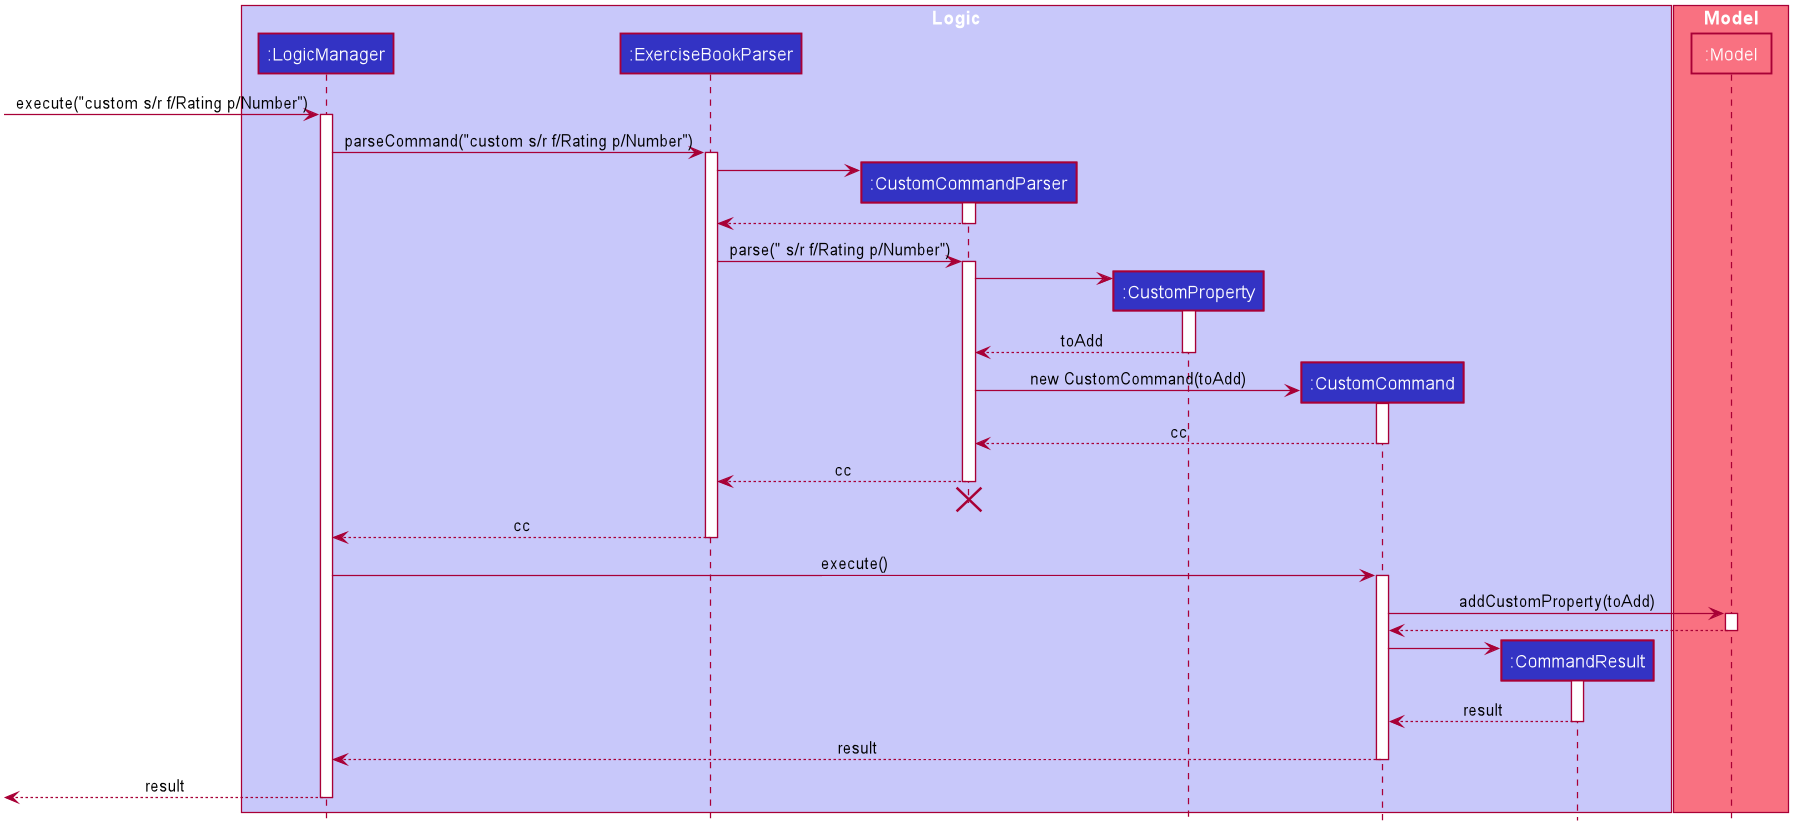 Logic
Model
:LogicManager
:ExerciseBookParser
:Model
execute("custom s/r f/Rating p/Number")
parseCommand("custom s/r f/Rating p/Number")
:CustomCommandParser
parse(" s/r f/Rating p/Number")
:CustomProperty
toAdd
new CustomCommand(toAdd)
:CustomCommand
cc
cc
cc
execute()
addCustomProperty(toAdd)
:CommandResult
result
result
result